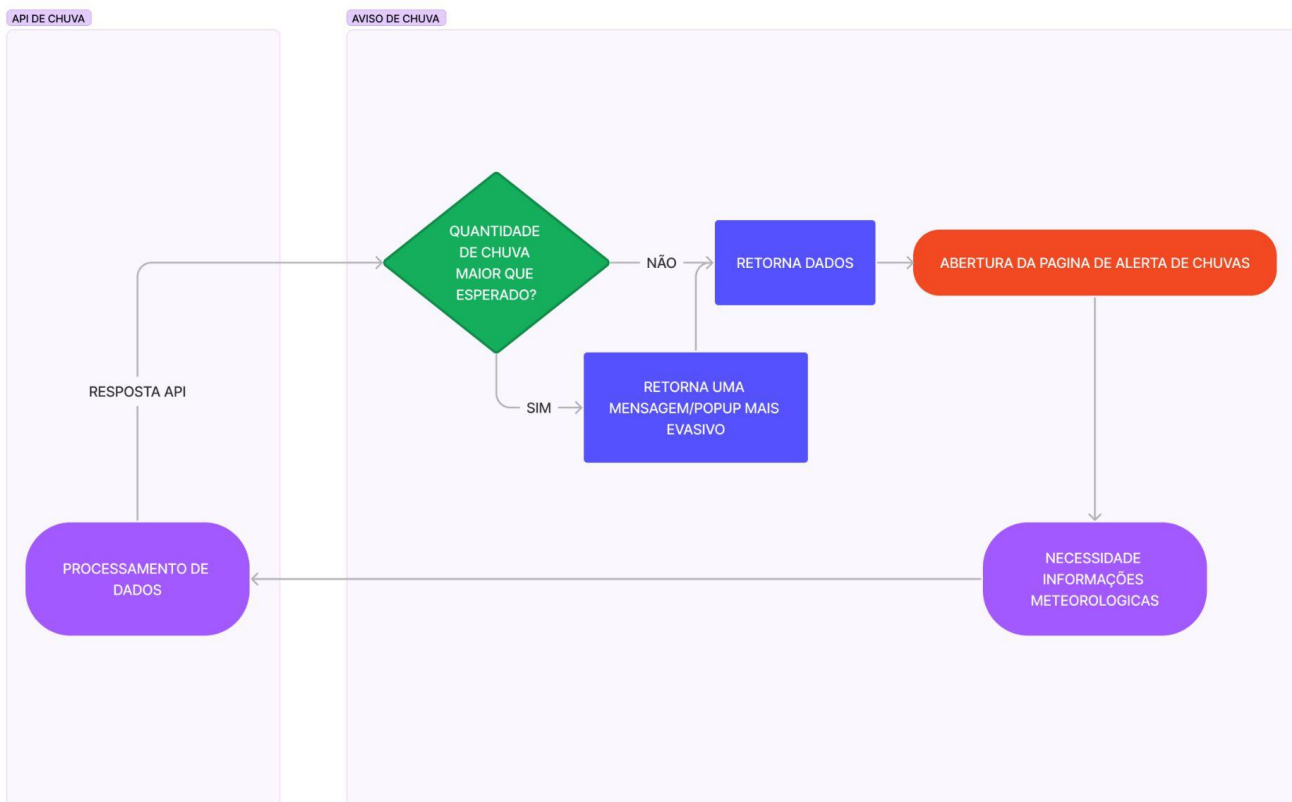 API DE CHUVA
AVISO DE CHUVA
QUANTIDADE
DE CHUVA
MAIOR QUE
ESPERADO?
NÃO
RETORNA DADOS
ABERTURA DA PAGINA DE ALERTA DE CHUVAS
RESPOSTA API
SIM
RETORNA UMA
MENSAGEM/POPUP MAIS
EVASIVO
PROCESSAMENTO DE
DADOS
NECESSIDADE
INFORMAÇÕES
METEOROLOGICAS